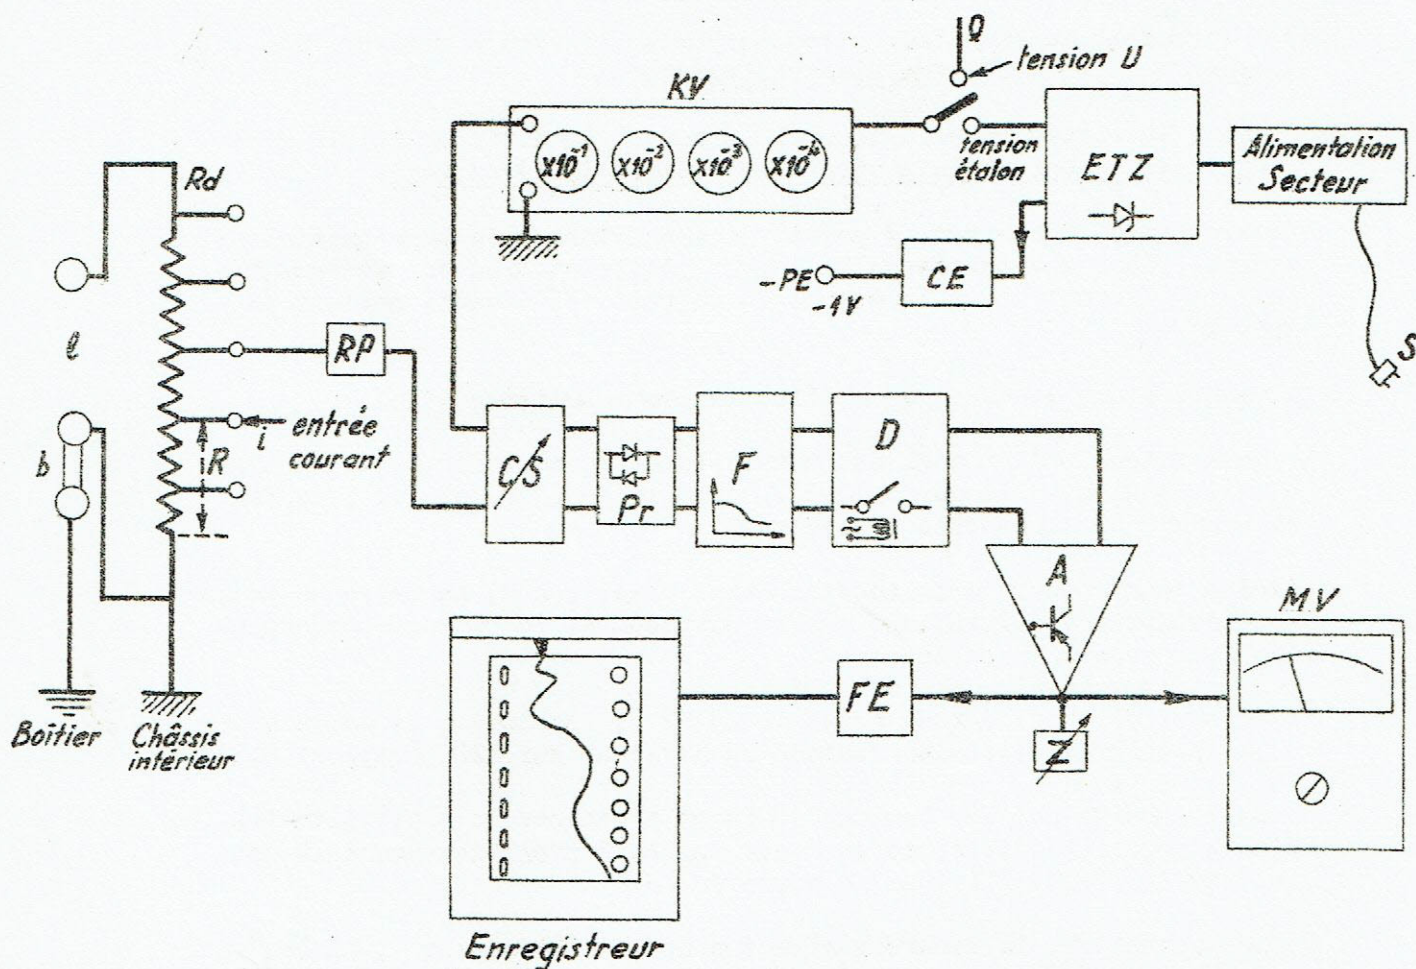 Q
tension U
KV
x10⁻¹
x10⁻²
x10⁻³
x10⁻⁴
tension
étalon
ETZ
Alimentation
Secteur
Rd
-PE
-1V
CE
S
l
RP
i
entrée
courant
b
R
CS
Pr
F
D
A
MV
FE
Z
Boîtier
Châssis
intérieur
Enregistreur